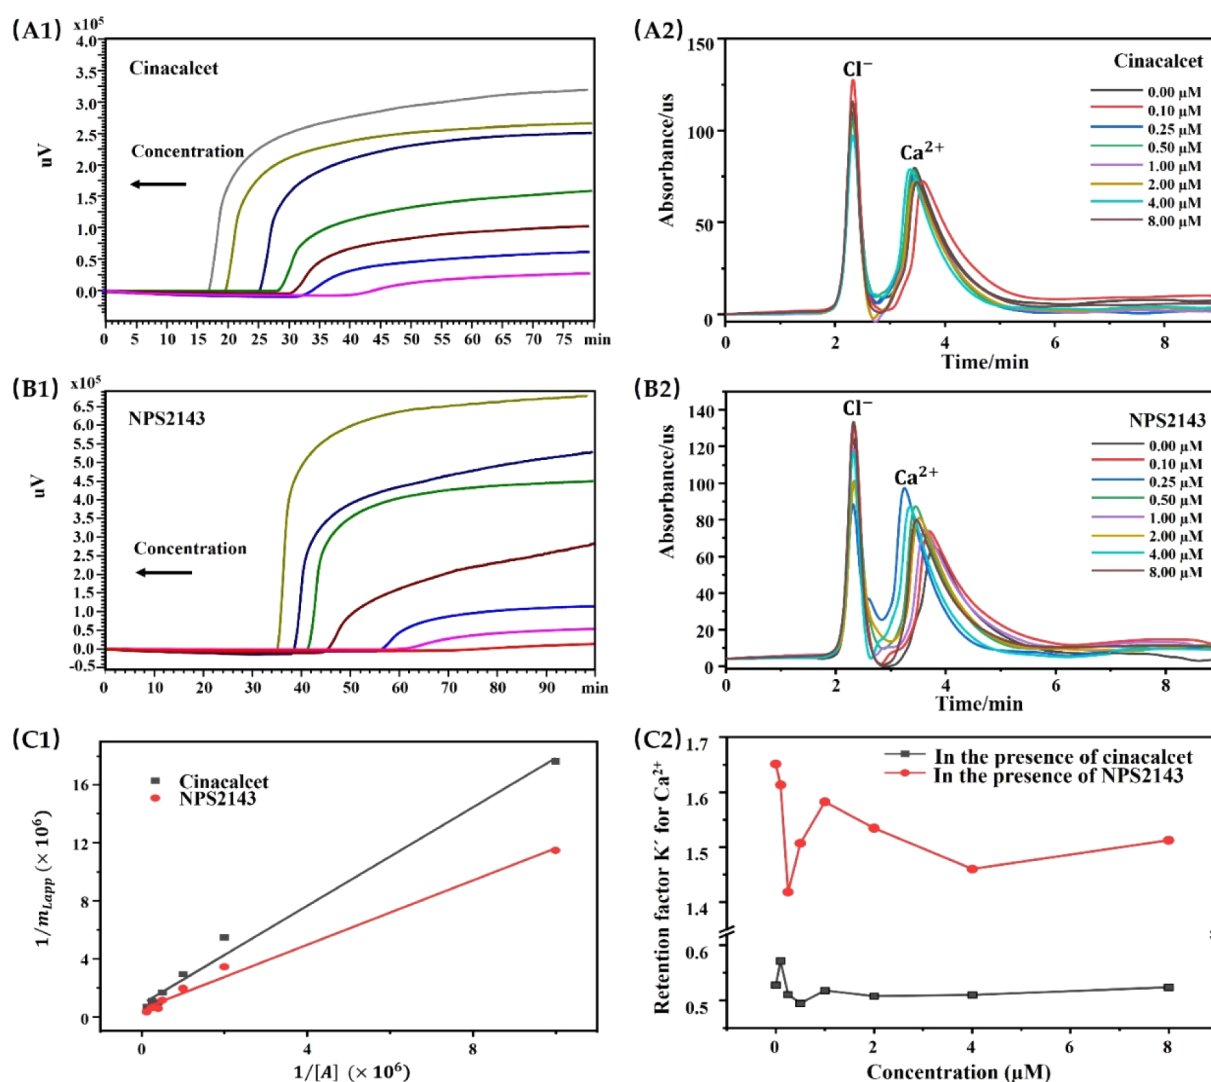 (A1)
×10⁵
4.0
3.5
3.0
2.5
2.0
1.5
1.0
0.5
0.0
uV
Cinacalcet
Concentration
0 5 10 15 20 25 30 35 40 45 50 55 60 65 70 75 min
(A2)
150
100
50
0
Absorbance/us
Cl⁻
Ca²⁺
Cinacalcet
0.00 µM
0.10 µM
0.25 µM
0.50 µM
1.00 µM
2.00 µM
4.00 µM
8.00 µM
0 2 4 6 8
Time/min
(B1)
×10⁵
6.5
6.0
5.5
5.0
4.5
4.0
3.5
3.0
2.5
2.0
1.5
1.0
0.0
-0.5
uV
NPS2143
Concentration
0 10 20 30 40 50 60 70 80 90 min
(B2)
140
120
100
80
60
40
20
0
Absorbance/us
Cl⁻
Ca²⁺
NPS2143
0.00 µM
0.10 µM
0.25 µM
0.50 µM
1.00 µM
2.00 µM
4.00 µM
8.00 µM
0 2 4 6 8
Time/min
(C1)
16
12
8
4
0
1/m_Lapp (× 10⁶)
Cinacalcet
NPS2143
0 4 8
1/[A] (× 10⁶)
(C2)
1.7
1.6
1.5
1.4
0.6
0.5
Retention factor K′ for Ca²⁺
In the presence of cinacalcet
In the presence of NPS2143
0 2 4 6 8
Concentration (µM)